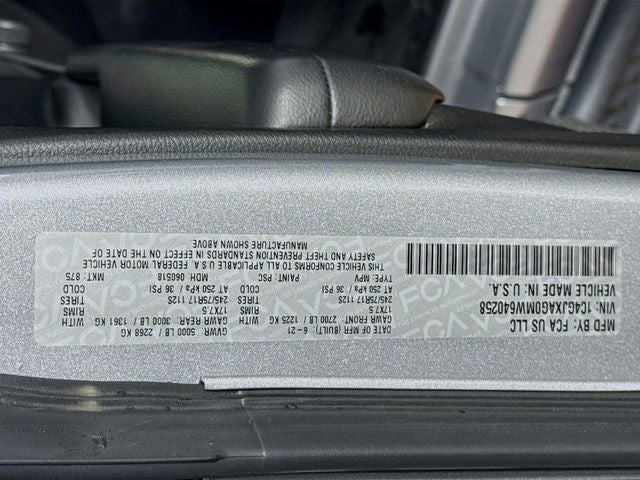 MFD BY: FCA US LLC
DATE OF MFR (BUILT): 6-21
GVWR: 5000 LB / 2268 KG
GAWR FRONT: 2700 LB / 1225 KG
GAWR REAR: 3000 LB / 1361 KG
17X7.5
RIMS
17X7.5
RIMS
245/75R17 112S
TIRES
245/75R17 112S
TIRES
AT 250 kPa / 36 PSI
COLD
AT 250 kPa / 36 PSI
COLD
TYPE: MPV
PAINT: PSC
MDH: 060518
MKT: 875
THIS VEHICLE CONFORMS TO ALL APPLICABLE U.S.A. FEDERAL MOTOR VEHICLE
SAFETY AND THEFT PREVENTION STANDARDS IN EFFECT ON THE DATE OF
MANUFACTURE SHOWN ABOVE
VIN: 1C4GJXAG0MW640258
VEHICLE MADE IN: U.S.A.